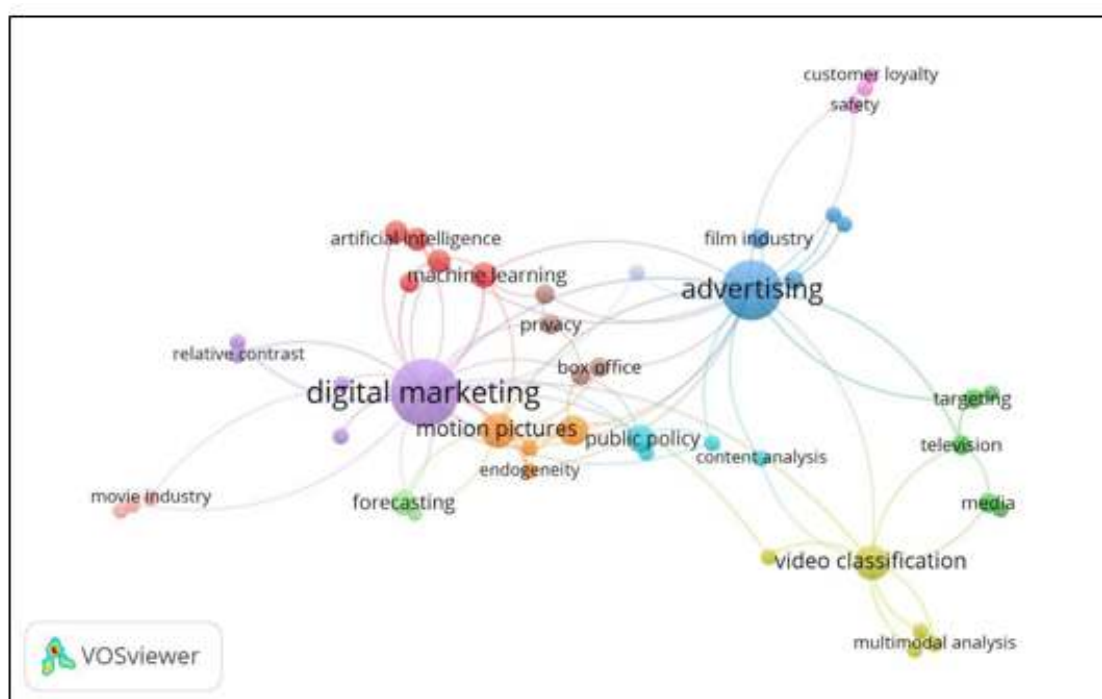 customer loyalty
safety
film industry
artificial intelligence
machine learning
advertising
privacy
relative contrast
box office
digital marketing
targeting
motion pictures
public policy
television
content analysis
endogeneity
movie industry
forecasting
media
video classification
multimodal analysis
VOSviewer